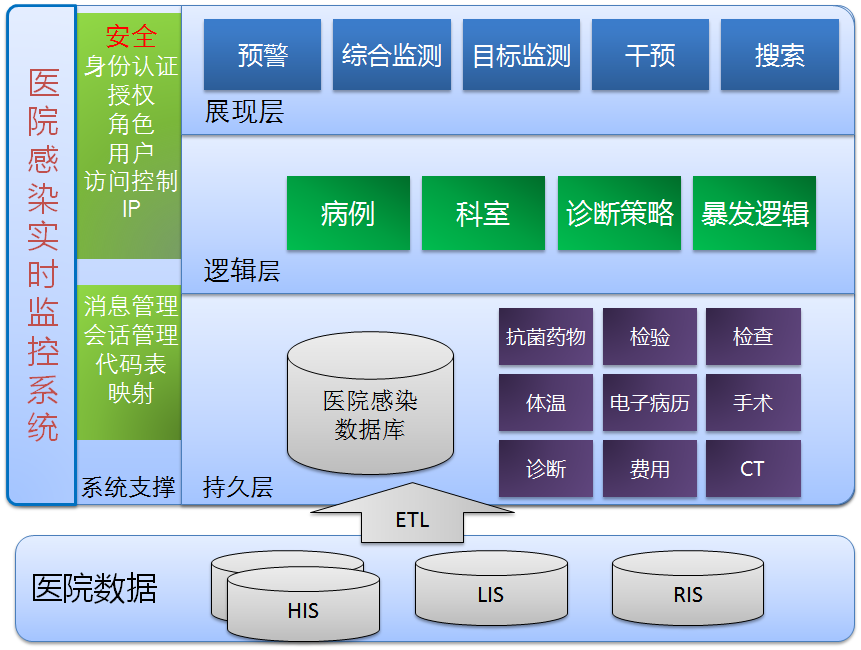 医院感染实时监控系统
安全
身份认证
授权
角色
用户
访问控制
IP
消息管理
会话管理
代码表
映射
系统支撑
预警
综合监测
目标监测
干预
搜索
展现层
病例
科室
诊断策略
暴发逻辑
逻辑层
医院感染
数据库
抗菌药物
检验
检查
体温
电子病历
手术
诊断
费用
CT
持久层
ETL
医院数据
HIS
LIS
RIS